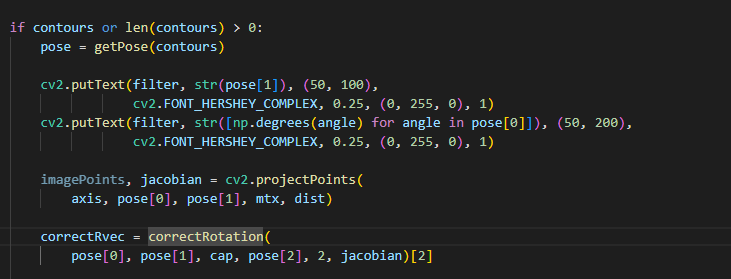 if contours or len(contours) > 0:
    pose = getPose(contours)

    cv2.putText(filter, str(pose[1]), (50, 100),
                cv2.FONT_HERSHEY_COMPLEX, 0.25, (0, 255, 0), 1)
    cv2.putText(filter, str([np.degrees(angle) for angle in pose[0]]), (50, 200),
                cv2.FONT_HERSHEY_COMPLEX, 0.25, (0, 255, 0), 1)

    imagePoints, jacobian = cv2.projectPoints(
        axis, pose[0], pose[1], mtx, dist)

    correctRvec = correctRotation(
        pose[0], pose[1], cap, pose[2], 2, jacobian)[2]